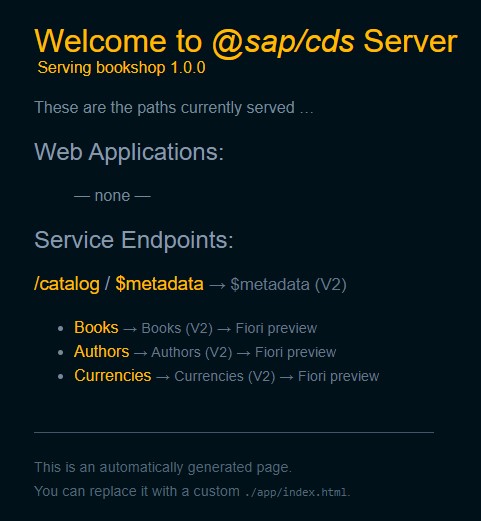 Welcome to @sap/cds Server
Serving bookshop 1.0.0
These are the paths currently served …
Web Applications:
— none —
Service Endpoints:
/catalog / $metadata → $metadata (V2)
Books → Books (V2) → Fiori preview
Authors → Authors (V2) → Fiori preview
Currencies → Currencies (V2) → Fiori preview
This is an automatically generated page.
You can replace it with a custom ./app/index.html.